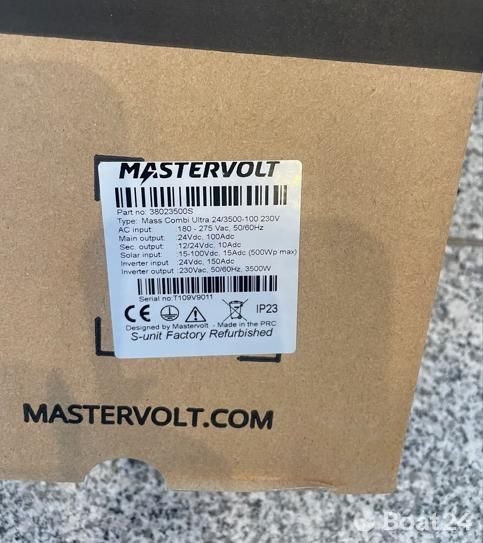 MASTERVOLT
Part no: 38023500S
Type: Mass Combi Ultra 24/3500-100 230V
AC input :180 - 275 Vac, 50/60Hz
Main output :24Vdc, 100Adc
Sec. output :12/24Vdc, 10Adc
Solar input :15-100Vdc, 15Adc (500Wp max)
Inverter input :24Vdc, 150Adc
Inverter output :230Vac, 50/60Hz, 3500W
Serial no:T109V9011
CE IP23
Designed by Mastervolt - Made in the PRC
S-unit Factory Refurbished
MASTERVOLT.COM
Boat24